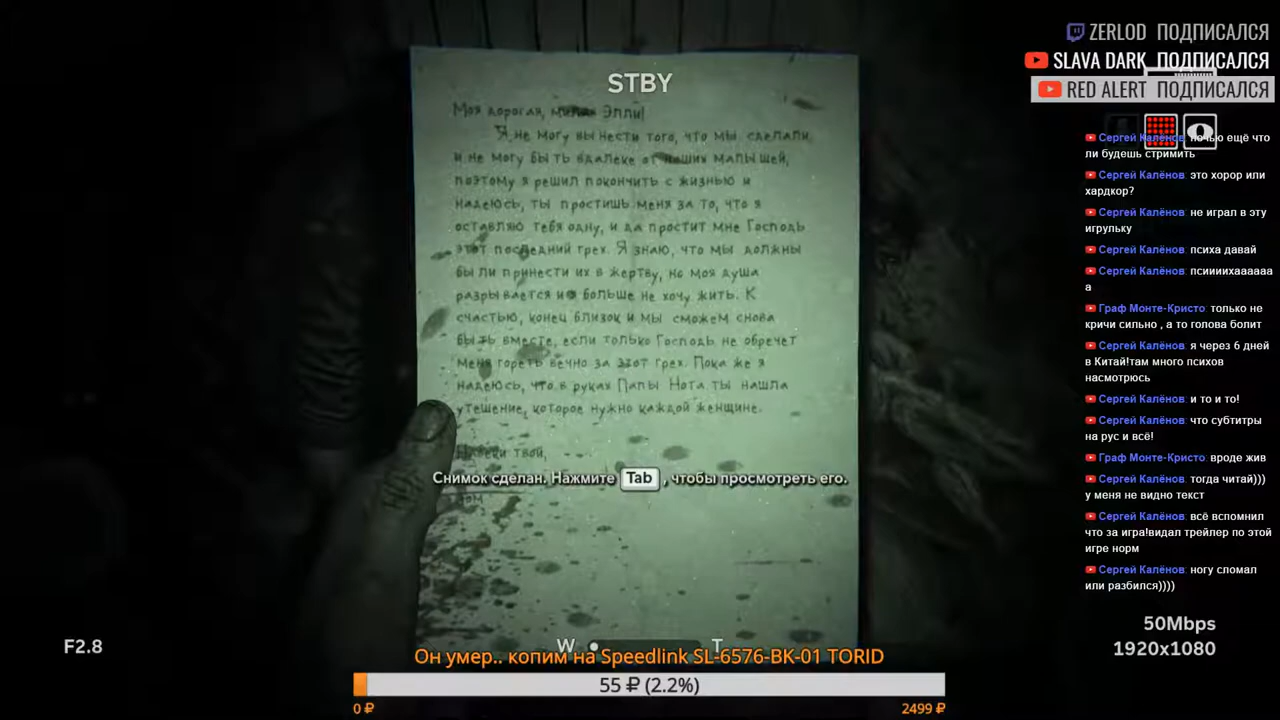 STBY
Моя дорогая, милая Элли!
Я не могу вынести того, что мы сделали,
и не могу быть вдалеке от наших малышей,
поэтому я решил покончить с жизнью и
надеюсь, ты простишь меня за то, что я
оставляю тебя одну, и да простит мне Господь
этот последний грех. Я знаю, что мы должны
были принести их в жертву, но моя душа
разрывается и больше не хочу жить. К
счастью, конец близок и мы сможем снова
быть вместе, если только Господь не обречет
меня гореть вечно за этот грех. Пока же я
надеюсь, что в руках Папы Нота ты нашла
утешение, которое нужно каждой женщине.
твой,
Снимок сделан. Нажмите Tab, чтобы просмотреть его.
F2.8
W T
Он умер.. копим на Speedlink SL-6576-BK-01 TORID
55 ₽ (2.2%)
0 ₽ 2499 ₽
ZERLOD ПОДПИСАЛСЯ
SLAVA DARK ПОДПИСАЛСЯ
RED ALERT ПОДПИСАЛСЯ
Сергей Калёнов: ночью ещё что
ли будешь стримить
Сергей Калёнов: это хорор или
хардкор?
Сергей Калёнов: не играл в эту
игрульку
Сергей Калёнов: психа давай
Сергей Калёнов: псиииихаааааа
а
Граф Монте-Кристо: только не
кричи сильно , а то голова болит
Сергей Калёнов: я через 6 дней
в Китай!там много психов
насмотрюсь
Сергей Калёнов: и то и то!
Сергей Калёнов: что субтитры
на рус и всё!
Граф Монте-Кристо: вроде жив
Сергей Калёнов: тогда читай)))
у меня не видно текст
Сергей Калёнов: всё вспомнил
что за игра!видал трейлер по этой
игре норм
Сергей Калёнов: ногу сломал
или разбился))))
50Mbps
1920x1080